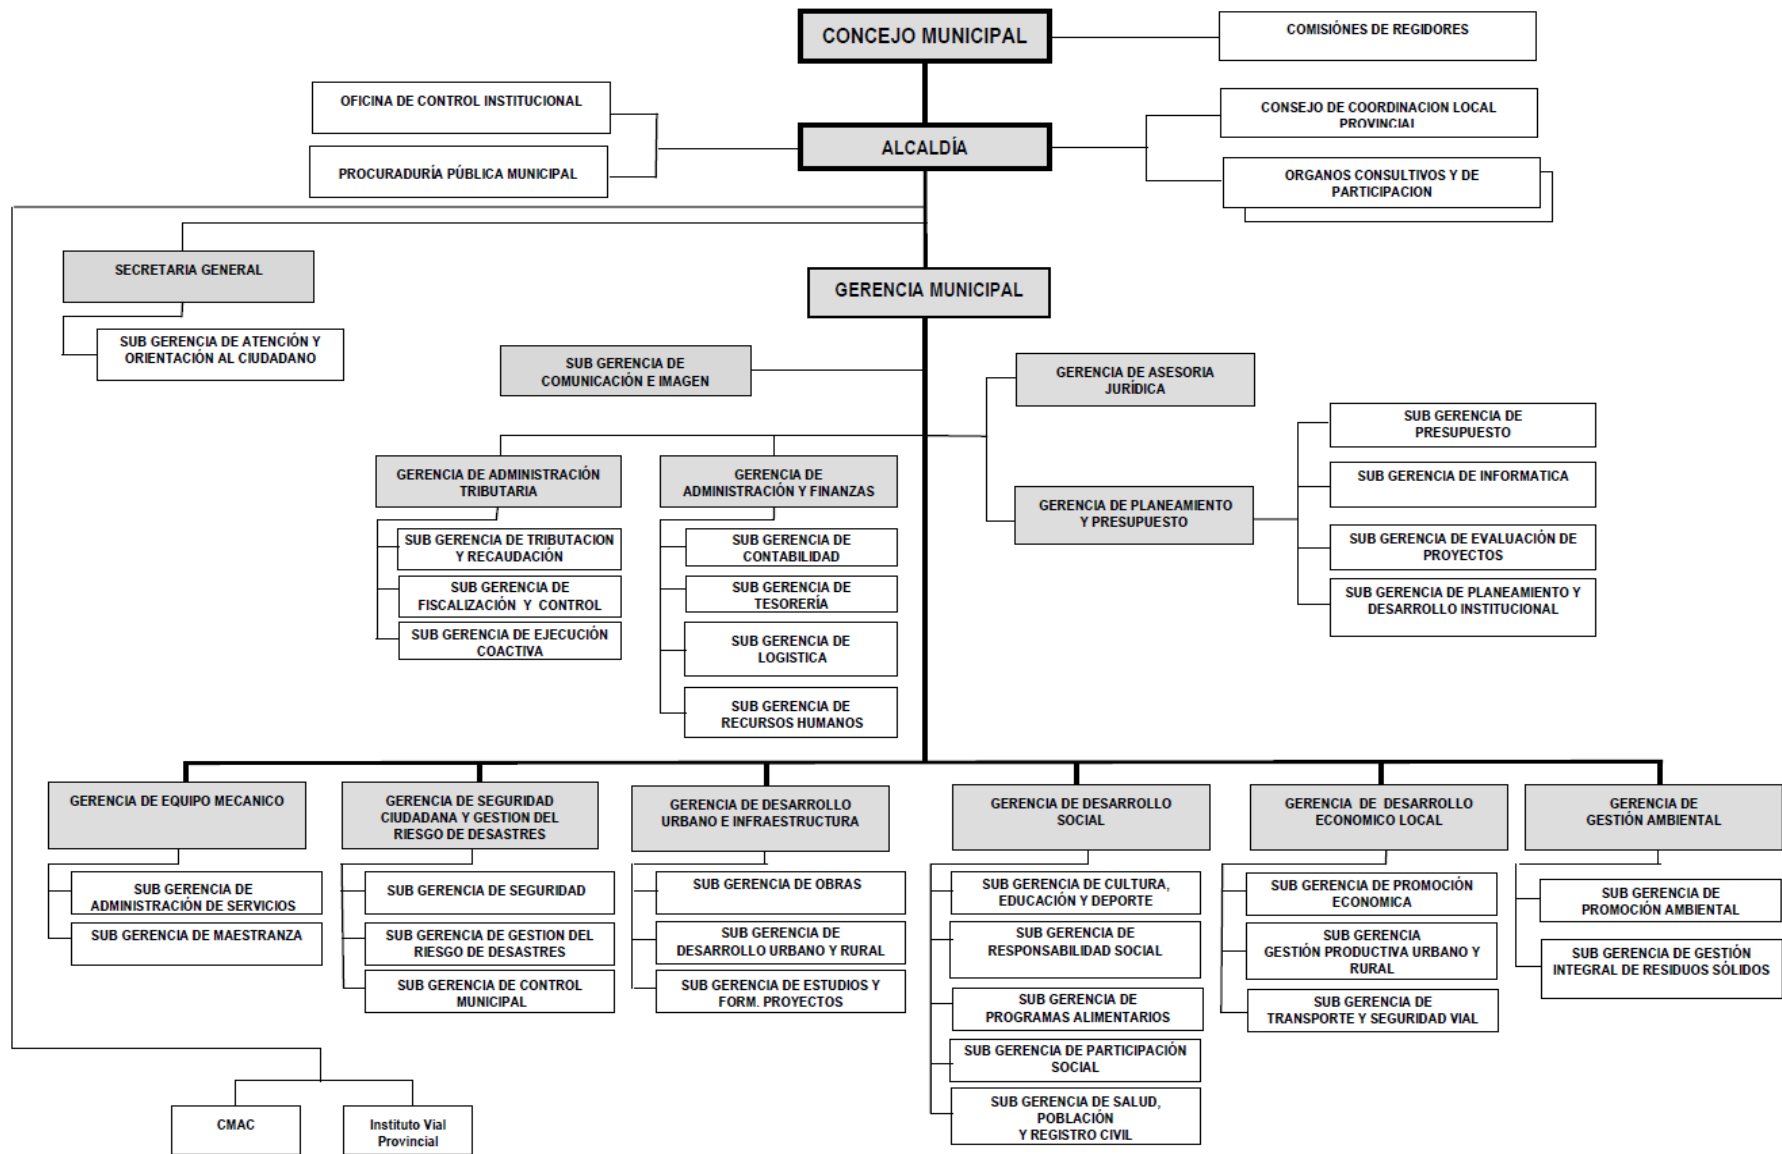 CONCEJO MUNICIPAL
COMISIÓNES DE REGIDORES
OFICINA DE CONTROL INSTITUCIONAL
CONSEJO DE COORDINACION LOCAL
PROVINCIAL
ALCALDÍA
PROCURADURÍA PÚBLICA MUNICIPAL
ORGANOS CONSULTIVOS Y DE
PARTICIPACION
SECRETARIA GENERAL
GERENCIA MUNICIPAL
SUB GERENCIA DE ATENCIÓN Y
ORIENTACIÓN AL CIUDADANO
SUB GERENCIA DE
COMUNICACIÓN E IMAGEN
GERENCIA DE ASESORIA
JURÍDICA
SUB GERENCIA DE
PRESUPUESTO
SUB GERENCIA DE INFORMATICA
GERENCIA DE ADMINISTRACIÓN
TRIBUTARIA
GERENCIA DE
ADMINISTRACIÓN Y FINANZAS
GERENCIA DE PLANEAMIENTO
Y PRESUPUESTO
SUB GERENCIA DE EVALUACIÓN DE
PROYECTOS
SUB GERENCIA DE PLANEAMIENTO Y
DESARROLLO INSTITUCIONAL
SUB GERENCIA DE TRIBUTACION
Y RECAUDACIÓN
SUB GERENCIA DE
FISCALIZACIÓN Y CONTROL
SUB GERENCIA DE EJECUCIÓN
COACTIVA
SUB GERENCIA DE
CONTABILIDAD
SUB GERENCIA DE
TESORERÍA
SUB GERENCIA DE
LOGISTICA
SUB GERENCIA DE
RECURSOS HUMANOS
GERENCIA DE EQUIPO MECANICO
SUB GERENCIA DE
ADMINISTRACIÓN DE SERVICIOS
SUB GERENCIA DE MAESTRANZA
GERENCIA DE SEGURIDAD
CIUDADANA Y GESTION DEL
RIESGO DE DESASTRES
SUB GERENCIA DE SEGURIDAD
SUB GERENCIA DE GESTION DEL
RIESGO DE DESASTRES
SUB GERENCIA DE CONTROL
MUNICIPAL
GERENCIA DE DESARROLLO
URBANO E INFRAESTRUCTURA
SUB GERENCIA DE OBRAS
SUB GERENCIA DE
DESARROLLO URBANO Y RURAL
SUB GERENCIA DE ESTUDIOS Y
FORM. PROYECTOS
GERENCIA DE DESARROLLO
SOCIAL
SUB GERENCIA DE CULTURA,
EDUCACIÓN Y DEPORTE
SUB GERENCIA DE
RESPONSABILIDAD SOCIAL
SUB GERENCIA DE
PROGRAMAS ALIMENTARIOS
SUB GERENCIA DE PARTICIPACIÓN
SOCIAL
SUB GERENCIA DE SALUD,
POBLACIÓN
Y REGISTRO CIVIL
GERENCIA DE DESARROLLO
ECONOMICO LOCAL
SUB GERENCIA DE PROMOCIÓN
ECONOMICA
SUB GERENCIA
GESTIÓN PRODUCTIVA URBANO Y
RURAL
SUB GERENCIA DE
TRANSPORTE Y SEGURIDAD VIAL
GERENCIA DE
GESTIÓN AMBIENTAL
SUB GERENCIA DE
PROMOCIÓN AMBIENTAL
SUB GERENCIA DE GESTIÓN
INTEGRAL DE RESIDUOS SÓLIDOS
CMAC
Instituto Vial
Provincial